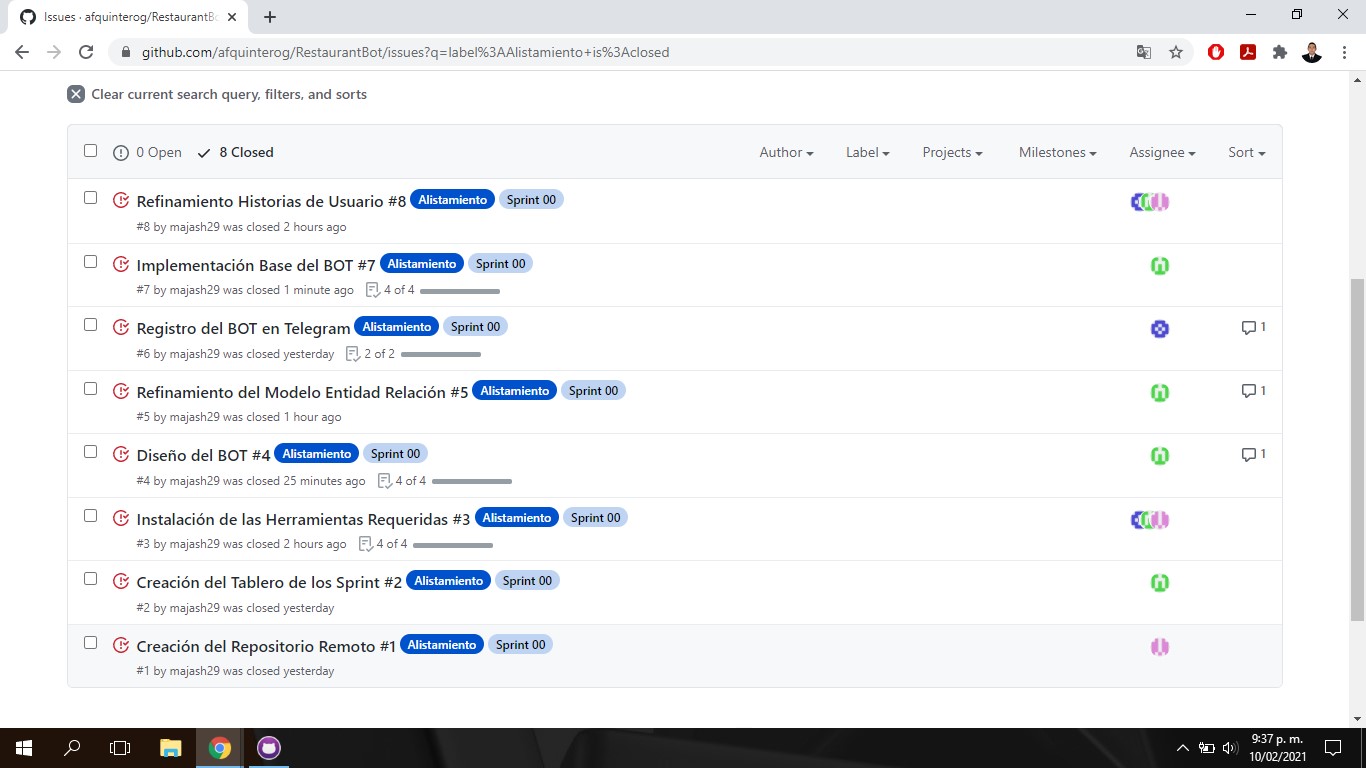 Issues · afquinterog/RestaurantBo
github.com/afquinterog/RestaurantBot/issues?q=label%3AAlistamiento+is%3Aclosed
Clear current search query, filters, and sorts
0 Open 8 Closed Author Label Projects Milestones Assignee Sort
Refinamiento Historias de Usuario #8 Alistamiento Sprint 00
#8 by majash29 was closed 2 hours ago
Implementación Base del BOT #7 Alistamiento Sprint 00
#7 by majash29 was closed 1 minute ago 4 of 4
Registro del BOT en Telegram Alistamiento Sprint 00 1
#6 by majash29 was closed yesterday 2 of 2
Refinamiento del Modelo Entidad Relación #5 Alistamiento Sprint 00 1
#5 by majash29 was closed 1 hour ago
Diseño del BOT #4 Alistamiento Sprint 00 1
#4 by majash29 was closed 25 minutes ago 4 of 4
Instalación de las Herramientas Requeridas #3 Alistamiento Sprint 00
#3 by majash29 was closed 2 hours ago 4 of 4
Creación del Tablero de los Sprint #2 Alistamiento Sprint 00
#2 by majash29 was closed yesterday
Creación del Repositorio Remoto #1 Alistamiento Sprint 00
#1 by majash29 was closed yesterday
9:37 p. m.
10/02/2021